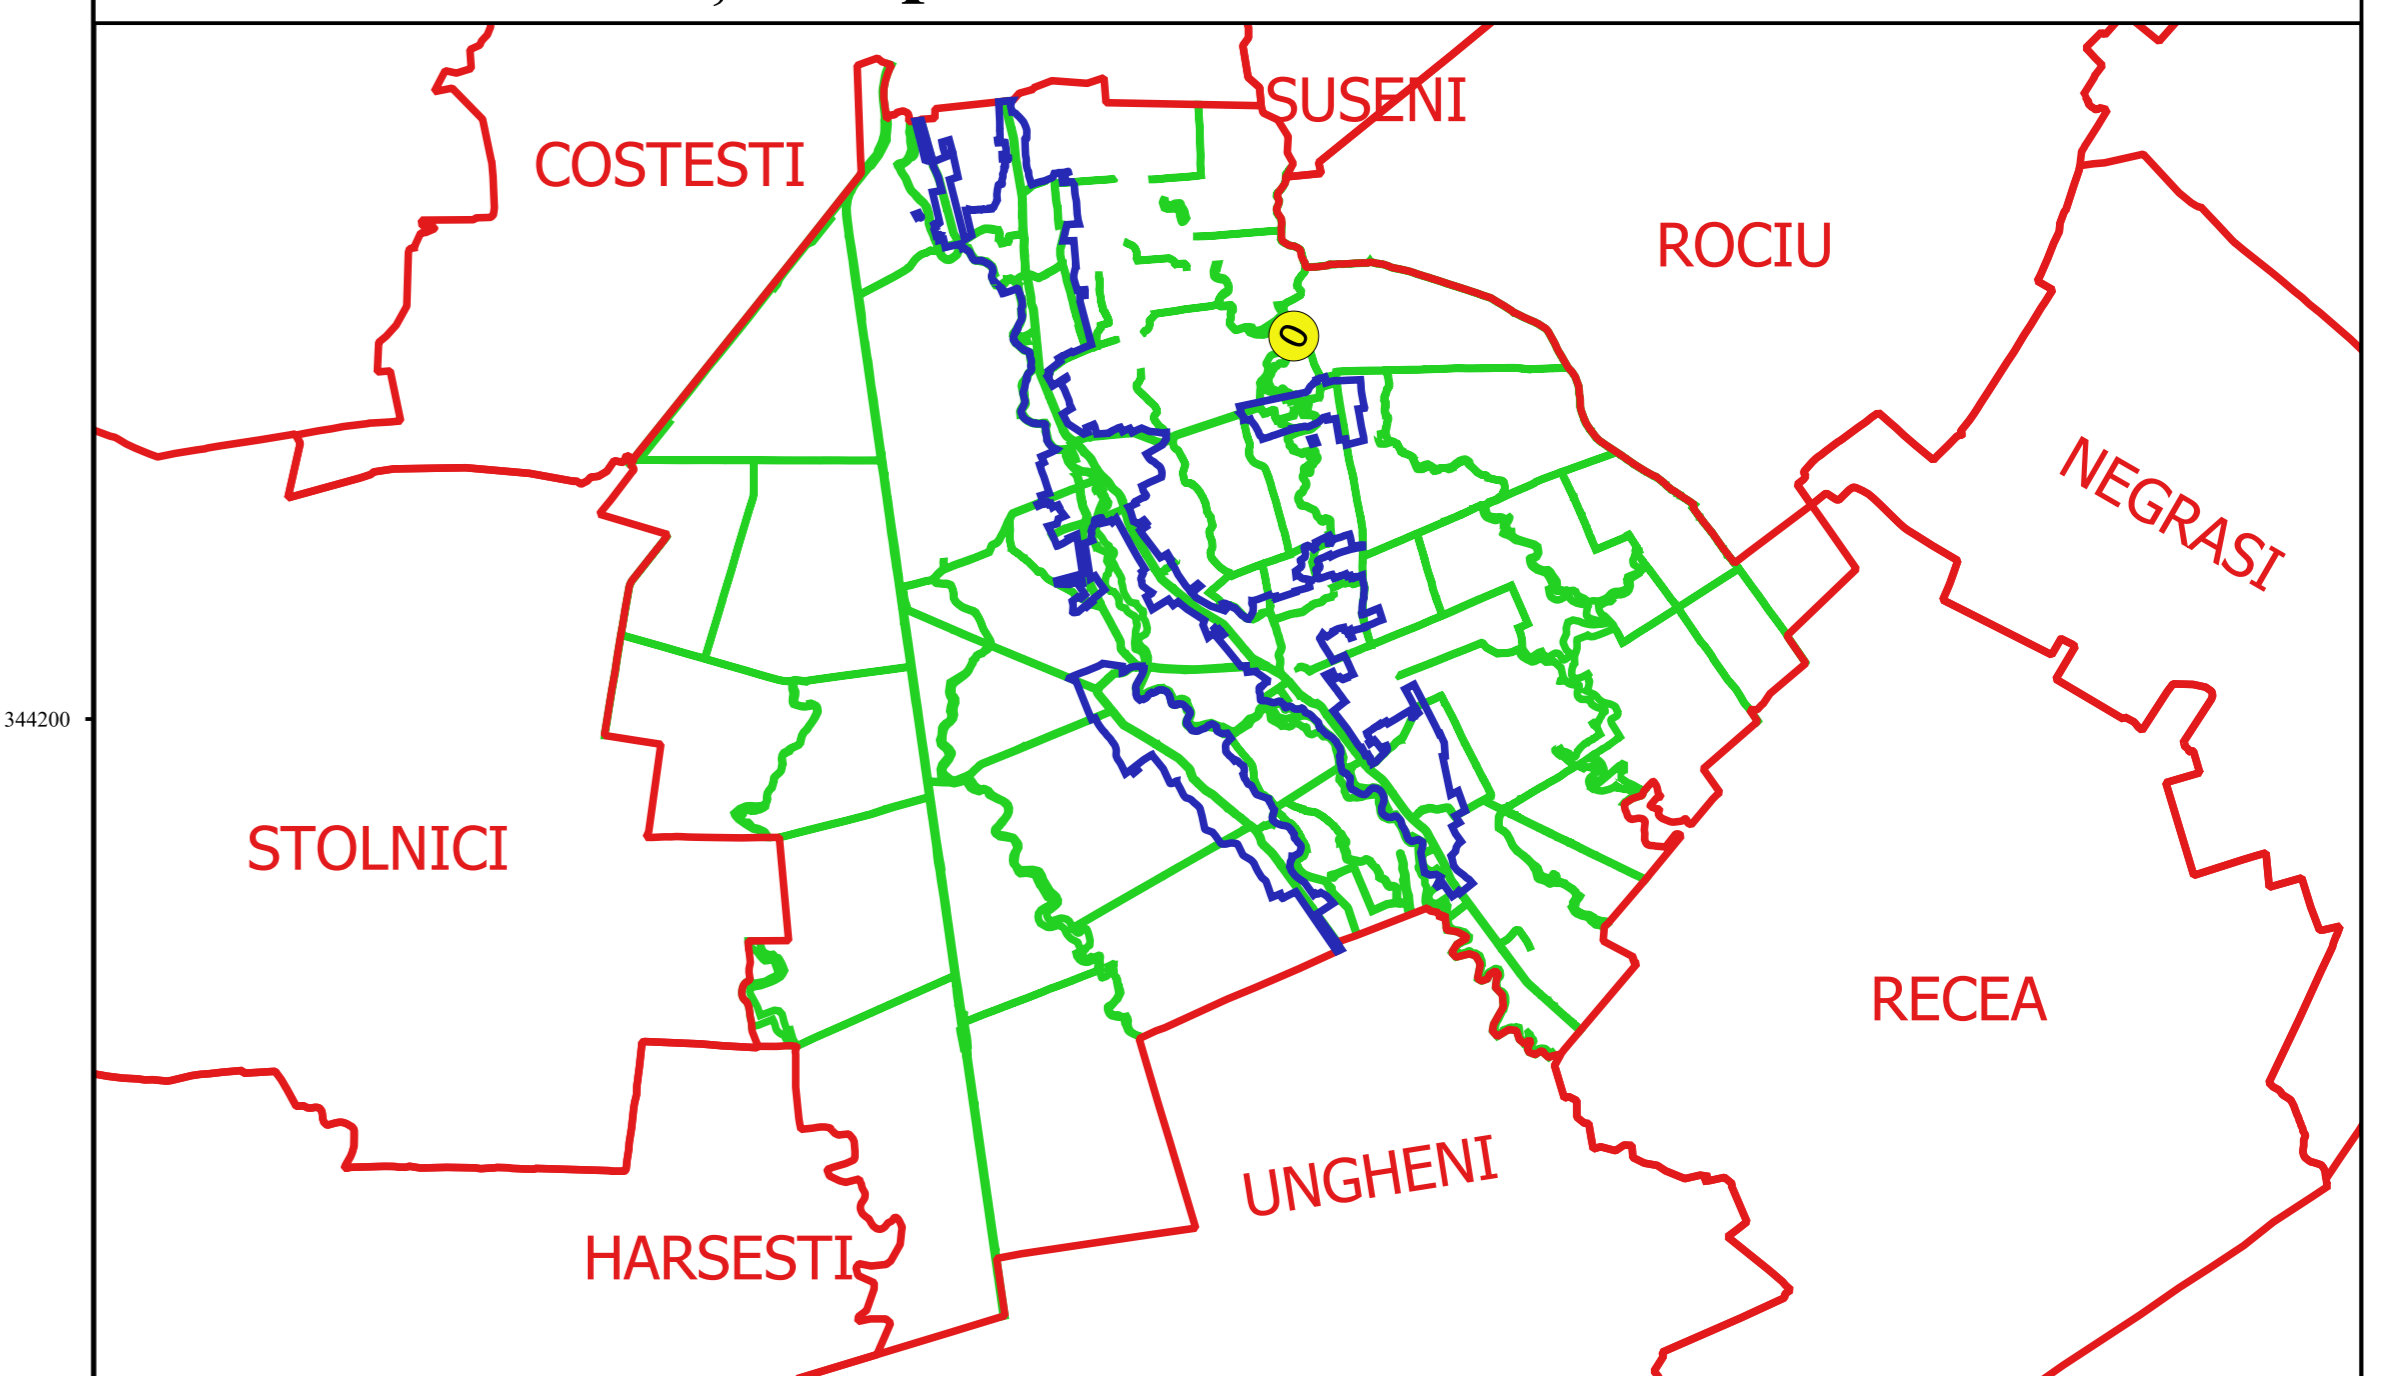 SUSENI
COSTESTI
ROCIU
0
NEGRASI
344200
STOLNICI
RECEA
UNGHENI
HARSESTI